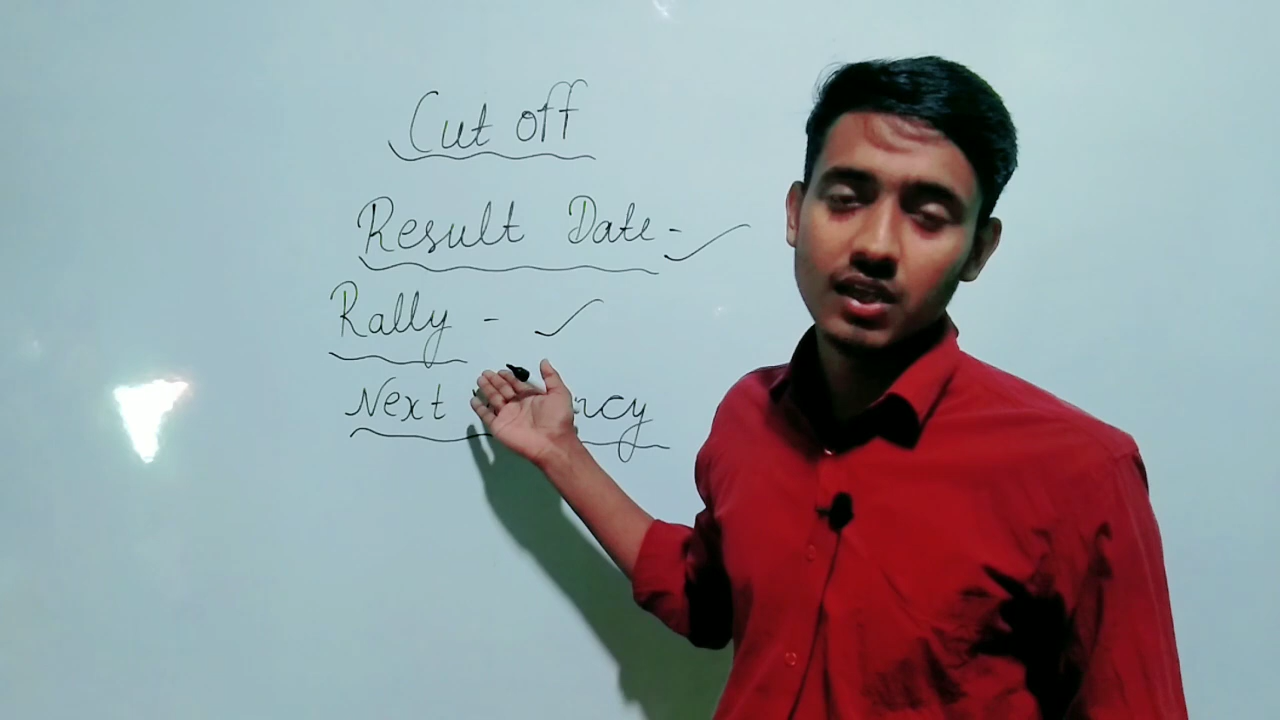 Cut off
Result Date -
Rally -
Next